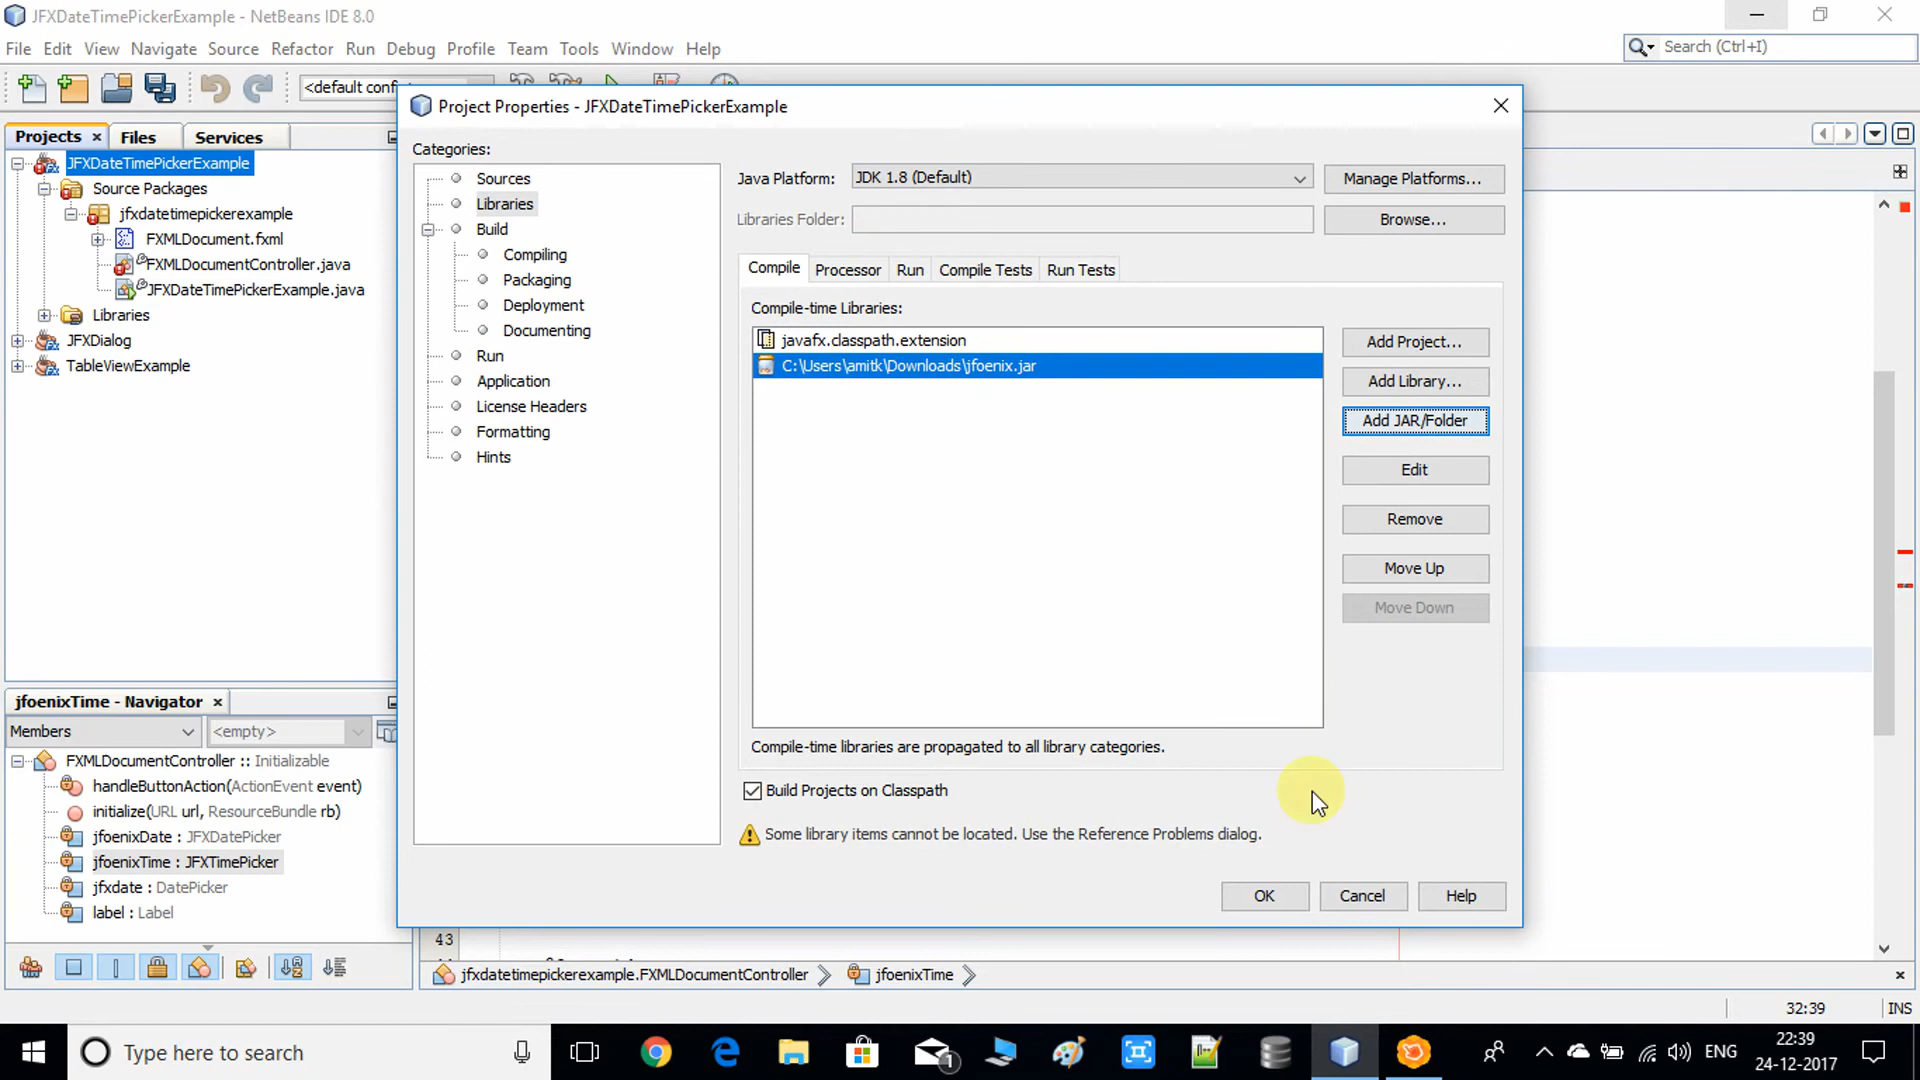 JFXDateTimePickerExample - NetBeans IDE 8.0
File Edit View Navigate Source Refactor Run Debug Profile Team Tools Window Help
Search (Ctrl+I)
<default conf
Project Properties - JFXDateTimePickerExample
Projects
Files
Services
JFXDateTimePickerExample
Source Packages
jfxdatetimepickerexample
FXMLDocument.fxml
FXMLDocumentController.java
JFXDateTimePickerExample.java
Libraries
JFXDialog
TableViewExample
Categories:
Sources
Libraries
Build
Compiling
Packaging
Deployment
Documenting
Run
Application
License Headers
Formatting
Hints
Java Platform: JDK 1.8 (Default) Manage Platforms...
Libraries Folder: Browse...
Compile Processor Run Compile Tests Run Tests
Compile-time Libraries:
javafx.classpath.extension
C:\Users\amitk\Downloads\jfoenix.jar
Add Project...
Add Library...
Add JAR/Folder
Edit
Remove
Move Up
Move Down
Compile-time libraries are propagated to all library categories.
Build Projects on Classpath
Some library items cannot be located. Use the Reference Problems dialog.
OK Cancel Help
jfoenixTime - Navigator
Members <empty>
FXMLDocumentController :: Initializable
handleButtonAction(ActionEvent event)
initialize(URL url, ResourceBundle rb)
jfoenixDate : JFXDatePicker
jfoenixTime : JFXTimePicker
jfxdate : DatePicker
label : Label
43
jfxdatetimepickerexample.FXMLDocumentController jfoenixTime
32:39 INS
Type here to search
1
ENG
22:39
24-12-2017